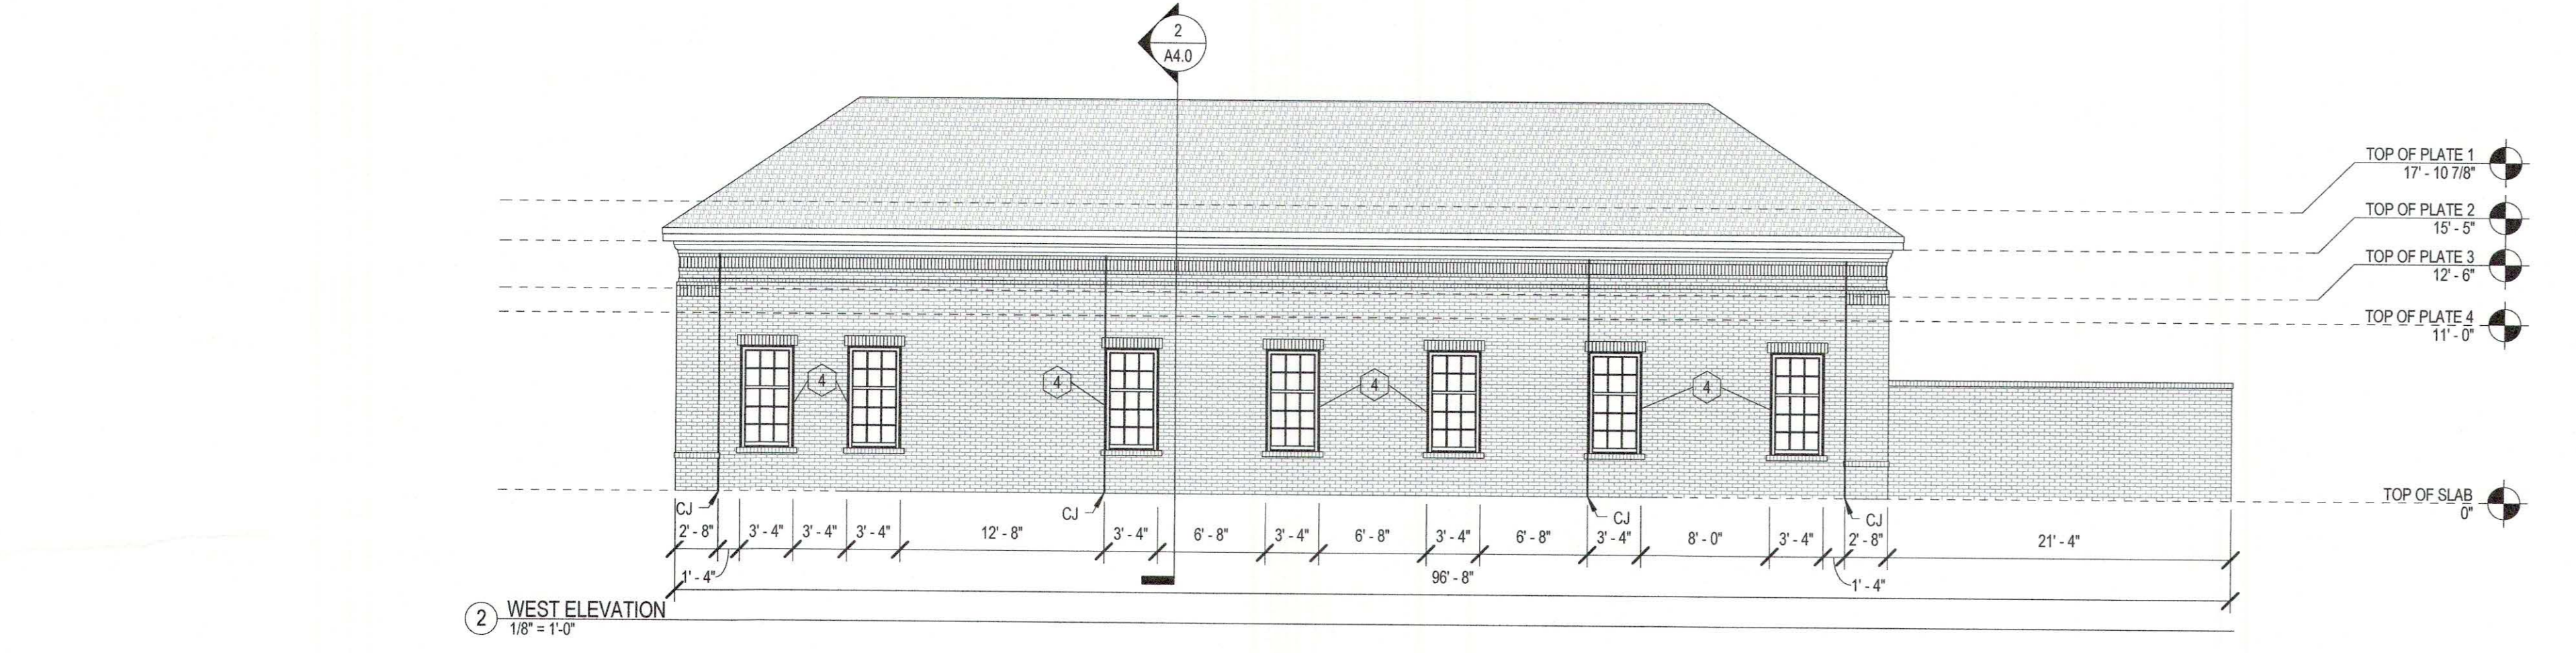 2
A4.0
TOP OF PLATE 1
17' - 10 7/8"
TOP OF PLATE 2
15' - 5"
TOP OF PLATE 3
12' - 6"
TOP OF PLATE 4
11' - 0"
4
4
4
4
TOP OF SLAB
0"
CJ
CJ
CJ
CJ
2' - 8"
3' - 4"
3' - 4"
3' - 4"
12' - 8"
3' - 4"
6' - 8"
3' - 4"
6' - 8"
3' - 4"
6' - 8"
3' - 4"
8' - 0"
3' - 4"
2' - 8"
21' - 4"
1' - 4"
96' - 8"
1' - 4"
2
WEST ELEVATION
1/8" = 1'-0"